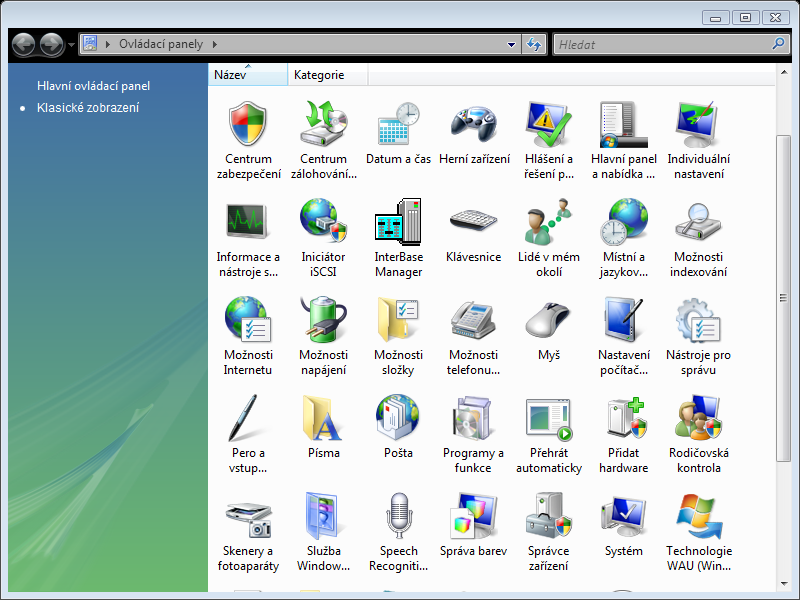 Ovládací panely
Hledat
Hlavní ovládací panel
Klasické zobrazení
Název
Kategorie
Centrum
zabezpečení
Centrum
zálohování...
Datum a čas
Herní zařízení
Hlášení a
řešení p...
Hlavní panel
a nabídka ...
Individuální
nastavení
Informace a
nástroje s...
Iniciátor
iSCSI
InterBase
Manager
Klávesnice
Lidé v mém
okolí
Místní a
jazykov...
Možnosti
indexování
Možnosti
Internetu
Možnosti
napájení
Možnosti
složky
Možnosti
telefonu...
Myš
Nastavení
počítač...
Nástroje pro
správu
Pero a
vstup...
Písma
Pošta
Programy a
funkce
Přehrát
automaticky
Přidat
hardware
Rodičovská
kontrola
Skenery a
fotoaparáty
Služba
Window...
Speech
Recogniti...
Správa barev
Správce
zařízení
Systém
Technologie
WAU (Win...